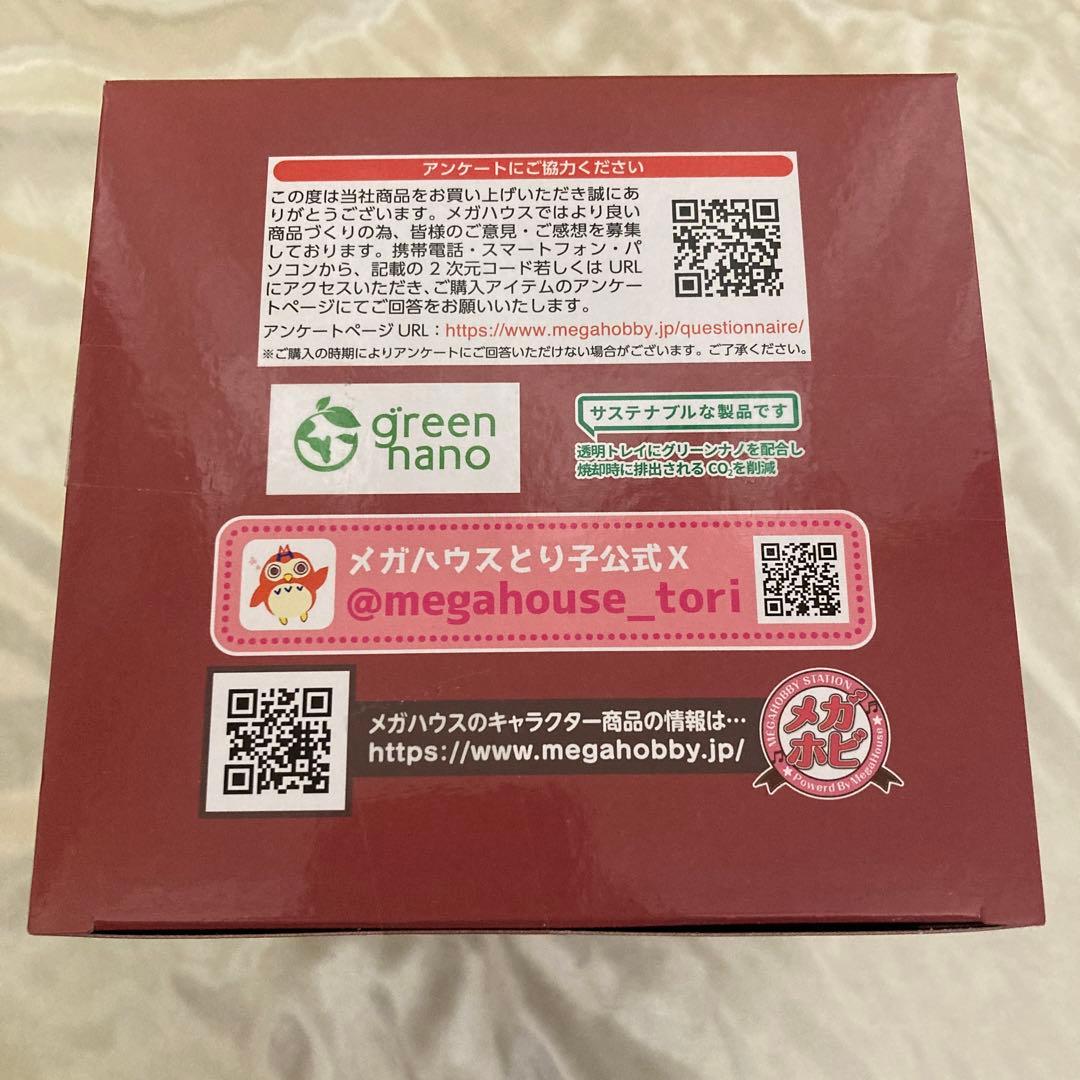 アンケートにご協力ください
この度は当社商品をお買い上げいただき誠にあ
りがとうございます。メガハウスではより良い
商品づくりの為、皆様のご意見・ご感想を募集
しております。携帯電話・スマートフォン・パ
ソコンから、記載の 2 次元コード若しくは URL
にアクセスいただき、ご購入アイテムのアンケー
トページにてご回答をお願いいたします。
アンケートページ URL：https://www.megahobby.jp/questionnaire/
※ご購入の時期によりアンケートにご回答いただけない場合がございます。ご了承ください。
green
nano
サステナブルな製品です
透明トレイにグリーンナノを配合し
焼却時に排出される CO₂を削減
メガハウスとり子公式 X
@megahouse_tori
メガハウスのキャラクター商品の情報は…
https://www.megahobby.jp/
MEGAHOBBY STATION
メガ
ホビ
Powerd By MegaHouse